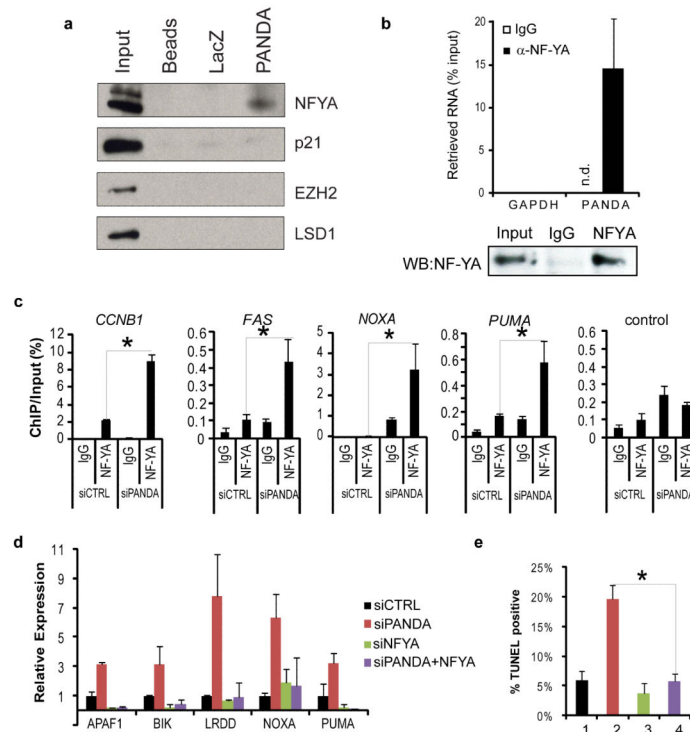 a
Input
Beads
LacZ
PANDA
NFYA
p21
EZH2
LSD1
b
IgG
α-NF-YA
Retrieved RNA (% input)
20
15
10
5
0
n.d.
GAPDH PANDA
Input IgG NFYA
WB:NF-YA
c
ChIP/Input (%)
CCNB1
*
12
10
8
6
4
2
0
IgG NF-YA IgG NF-YA
siCTRL siPANDA
FAS
*
0.6
0.5
0.4
0.3
0.2
0.1
0
IgG NF-YA IgG NF-YA
siCTRL siPANDA
NOXA
*
5
4
3
2
1
0
IgG NF-YA IgG NF-YA
siCTRL siPANDA
PUMA
*
0.8
0.6
0.4
0.2
0
IgG NF-YA IgG NF-YA
siCTRL siPANDA
control
0.6
0.5
0.4
0.3
0.2
0.1
0
IgG NF-YA IgG NF-YA
siCTRL siPANDA
d
Relative Expression
11
9
7
5
3
1
APAF1 BIK LRDD NOXA PUMA
siCTRL
siPANDA
siNFYA
siPANDA+NFYA
e
% TUNEL positive
25%
20%
15%
10%
5%
0%
*
1 2 3 4